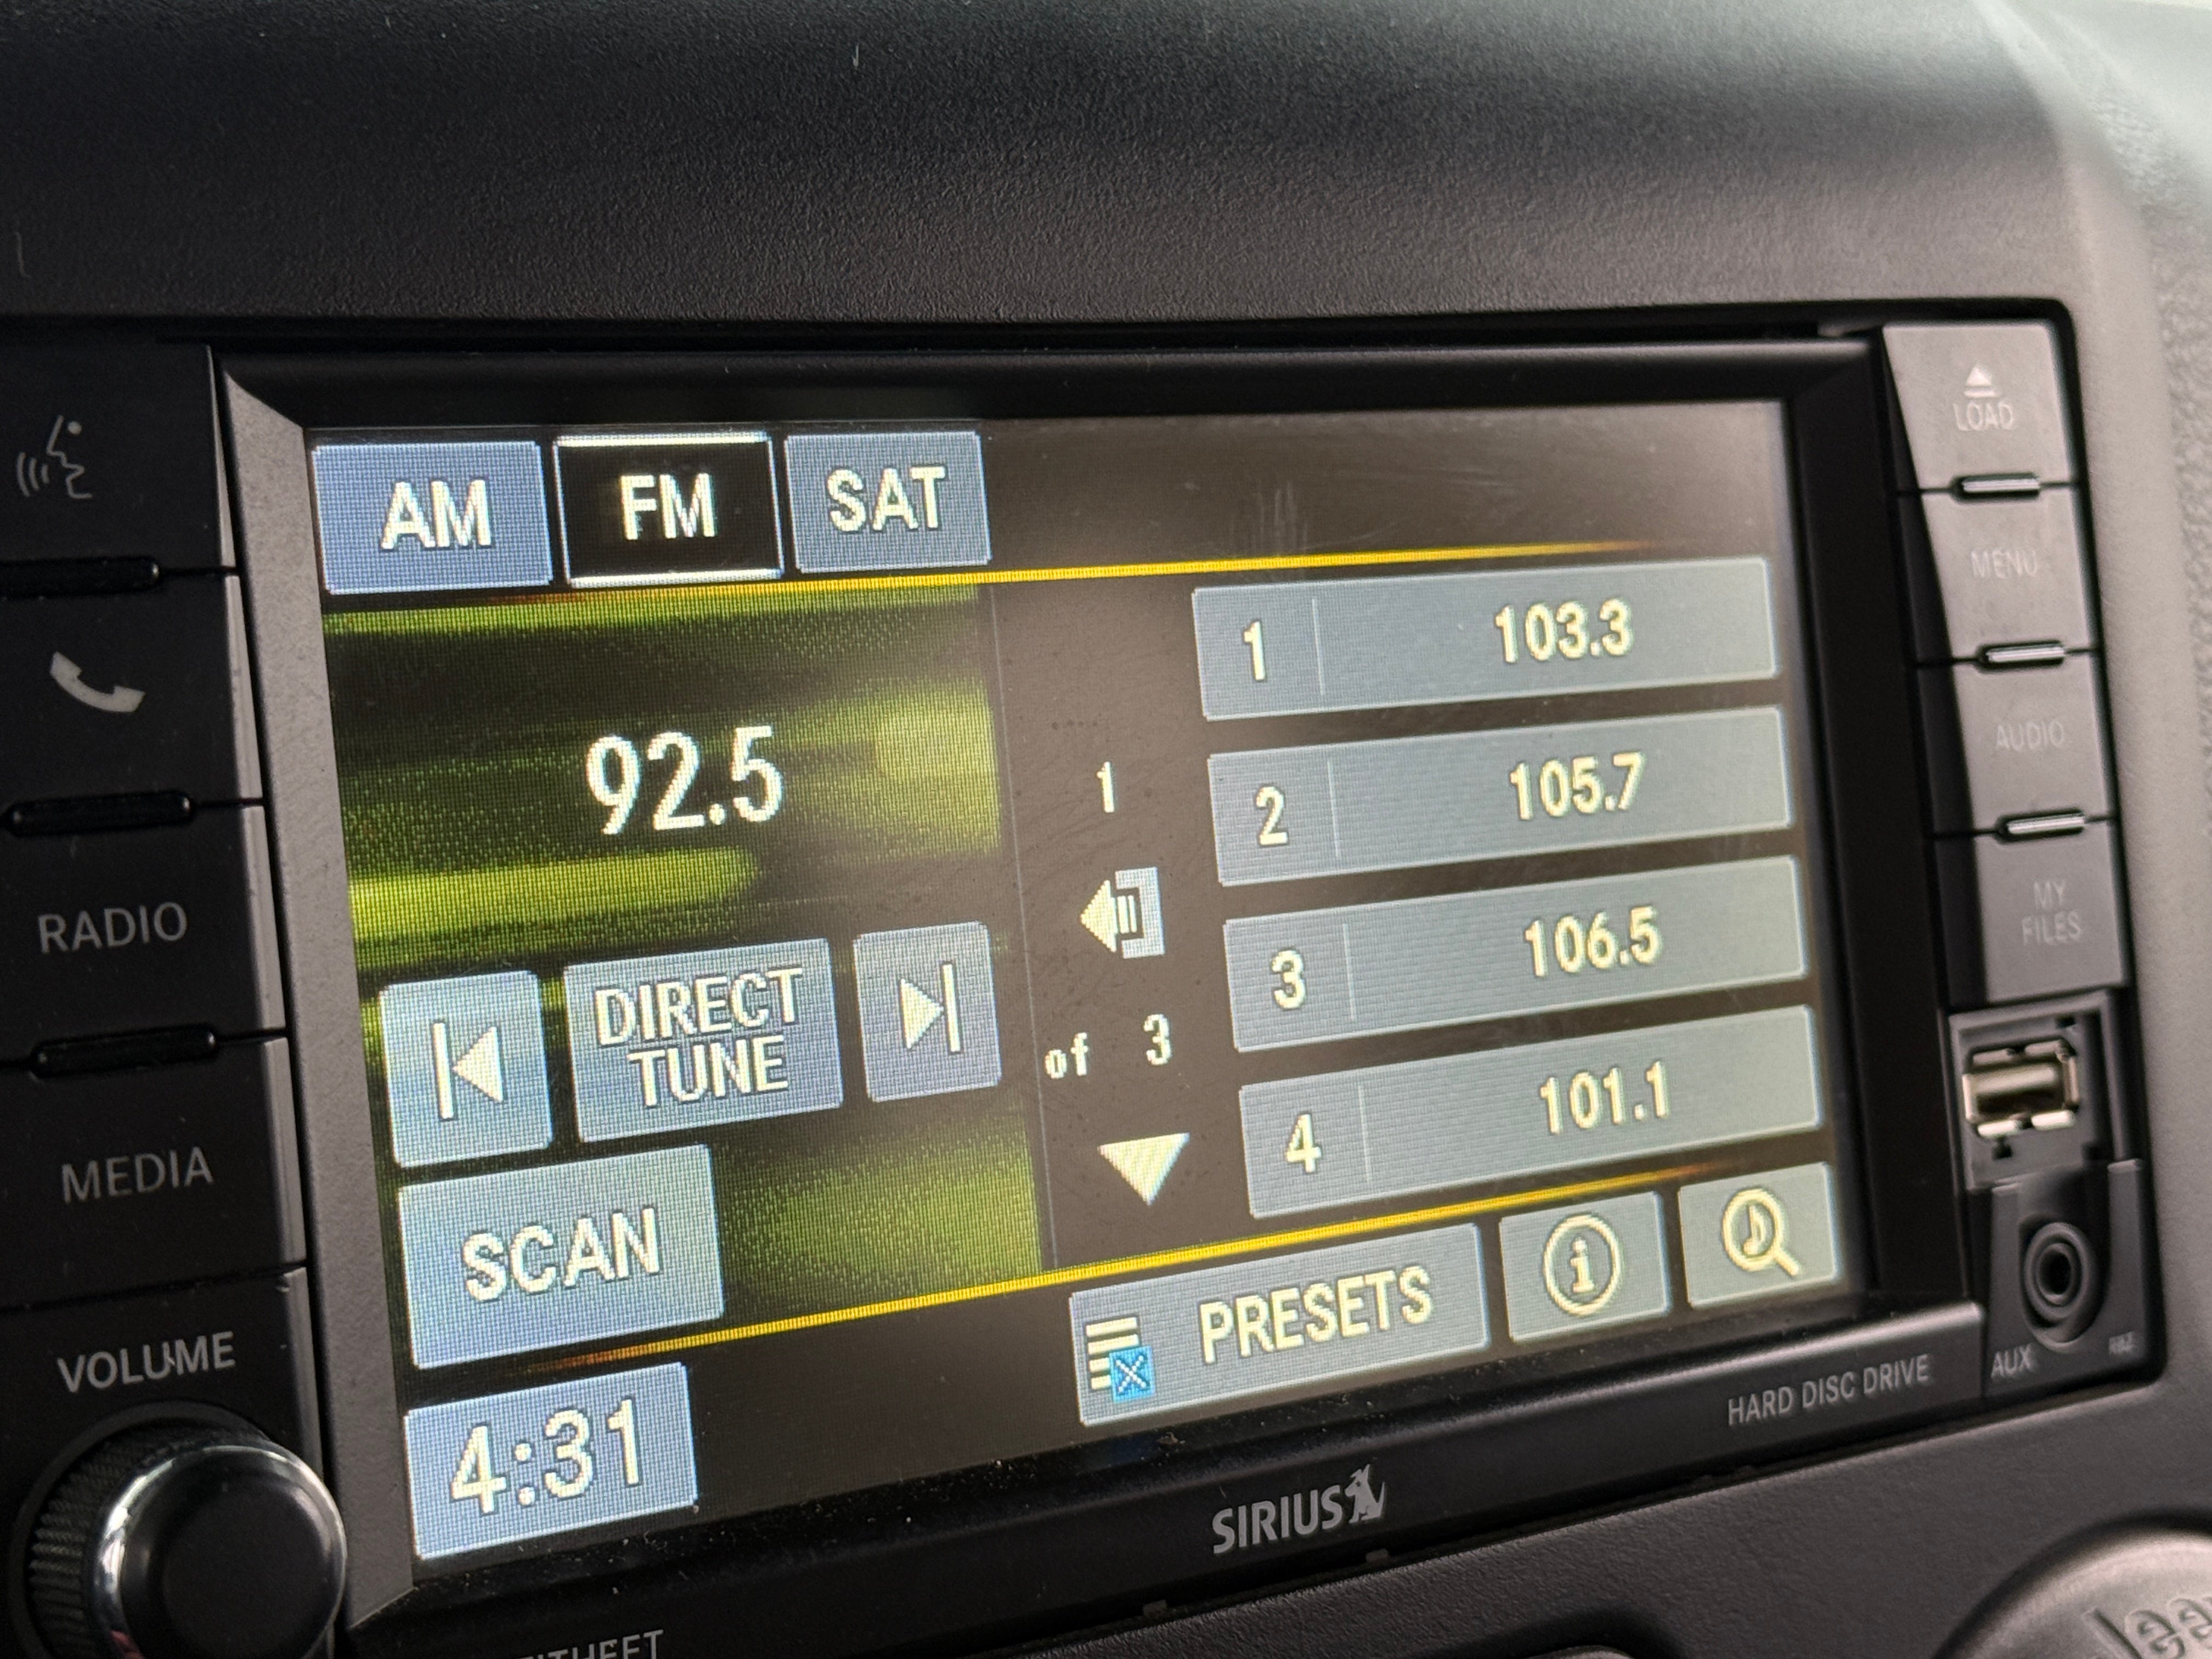 AM FM SAT
LOAD
MENU
AUDIO
MY
FILES
RADIO
MEDIA
VOLUME
92.5
DIRECT
TUNE
SCAN
4:31
1
of 3
1 103.3
2 105.7
3 106.5
4 101.1
PRESETS
i
HARD DISC DRIVE
AUX
SIRIUS